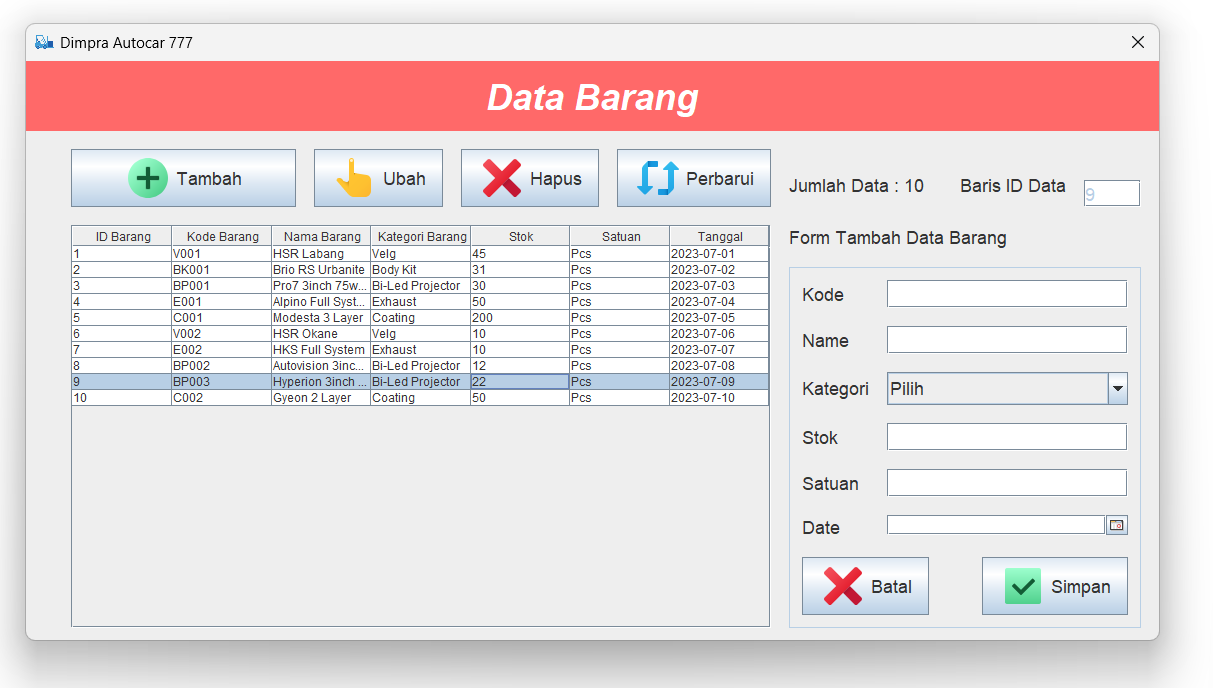 Dimpra Autocar 777
Data Barang
Tambah Ubah Hapus Perbarui Jumlah Data : 10 Baris ID Data 9
ID Barang Kode Barang Nama Barang Kategori Barang Stok Satuan Tanggal
1 V001 HSR Labang Velg 45 Pcs 2023-07-01
2 BK001 Brio RS Urbanite Body Kit 31 Pcs 2023-07-02
3 BP001 Pro7 3inch 75w... Bi-Led Projector 30 Pcs 2023-07-03
4 E001 Alpino Full Syst... Exhaust 50 Pcs 2023-07-04
5 C001 Modesta 3 Layer Coating 200 Pcs 2023-07-05
6 V002 HSR Okane Velg 10 Pcs 2023-07-06
7 E002 HKS Full System Exhaust 10 Pcs 2023-07-07
8 BP002 Autovision 3inc... Bi-Led Projector 12 Pcs 2023-07-08
9 BP003 Hyperion 3inch ... Bi-Led Projector 22 Pcs 2023-07-09
10 C002 Gyeon 2 Layer Coating 50 Pcs 2023-07-10
Form Tambah Data Barang
Kode
Name
Kategori Pilih
Stok
Satuan
Date
Batal Simpan